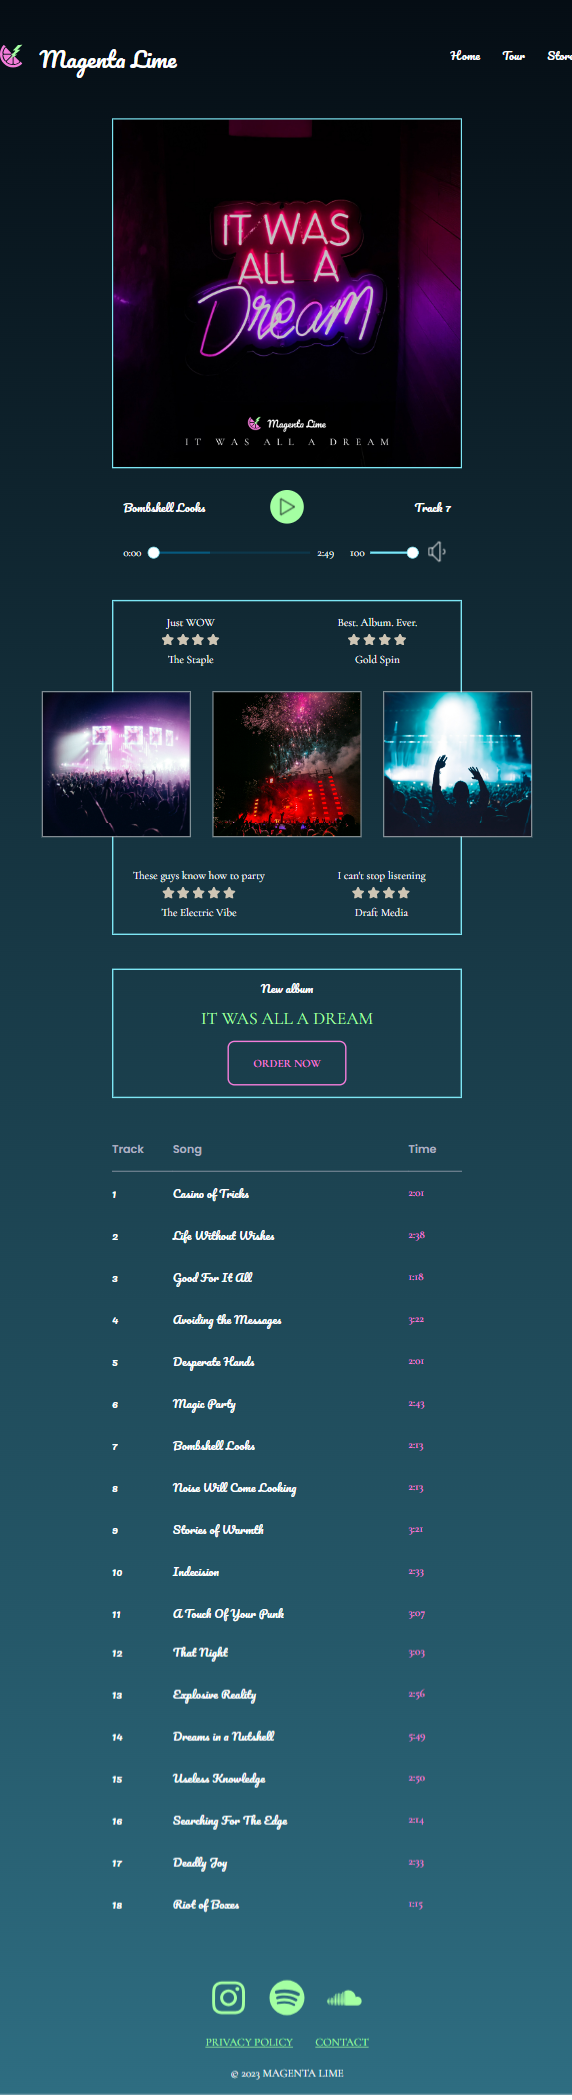 Magenta Lime
Home Tour Store
IT WAS
ALL A
Dream
Magenta Lime
IT WAS ALL A DREAM
Bombshell Looks Track 7
0:00 2:49 100
Just WOW Best. Album. Ever.
The Staple Gold Spin
These guys know how to party I can't stop listening
The Electric Vibe Draft Media
New album
IT WAS ALL A DREAM
ORDER NOW
Track Song Time
1 Casino of Tricks 2:01
2 Life Without Wishes 2:38
3 Good For It All 1:18
4 Avoiding the Messages 3:22
5 Desperate Hands 2:01
6 Magic Party 2:43
7 Bombshell Looks 2:13
8 Noise Will Come Looking 2:13
9 Stories of Warmth 3:21
10 Indecision 2:33
11 A Touch Of Your Punk 3:07
12 That Night 3:03
13 Explosive Reality 2:56
14 Dreams in a Nutshell 5:49
15 Useless Knowledge 2:50
16 Searching For The Edge 2:14
17 Deadly Joy 2:33
18 Riot of Boxes 1:15
PRIVACY POLICY CONTACT
© 2023 MAGENTA LIME